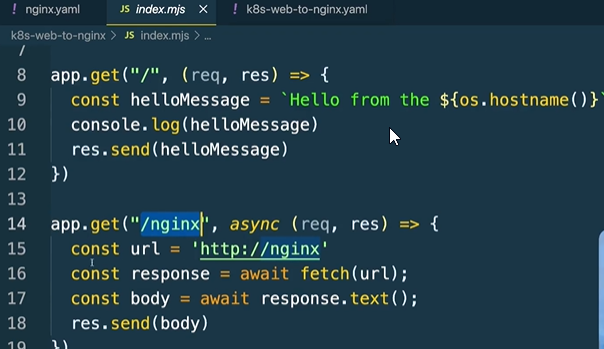 ! nginx.yaml
JS index.mjs ×
! k8s-web-to-nginx.yaml
k8s-web-to-nginx > JS index.mjs > ...
7
8 app.get("/", (req, res) => {
9 const helloMessage = `Hello from the ${os.hostname()}`
10 console.log(helloMessage)
11 res.send(helloMessage)
12 })
13
14 app.get("/nginx", async (req, res) => {
15 const url = 'http://nginx'
16 const response = await fetch(url);
17 const body = await response.text();
18 res.send(body)
19 })